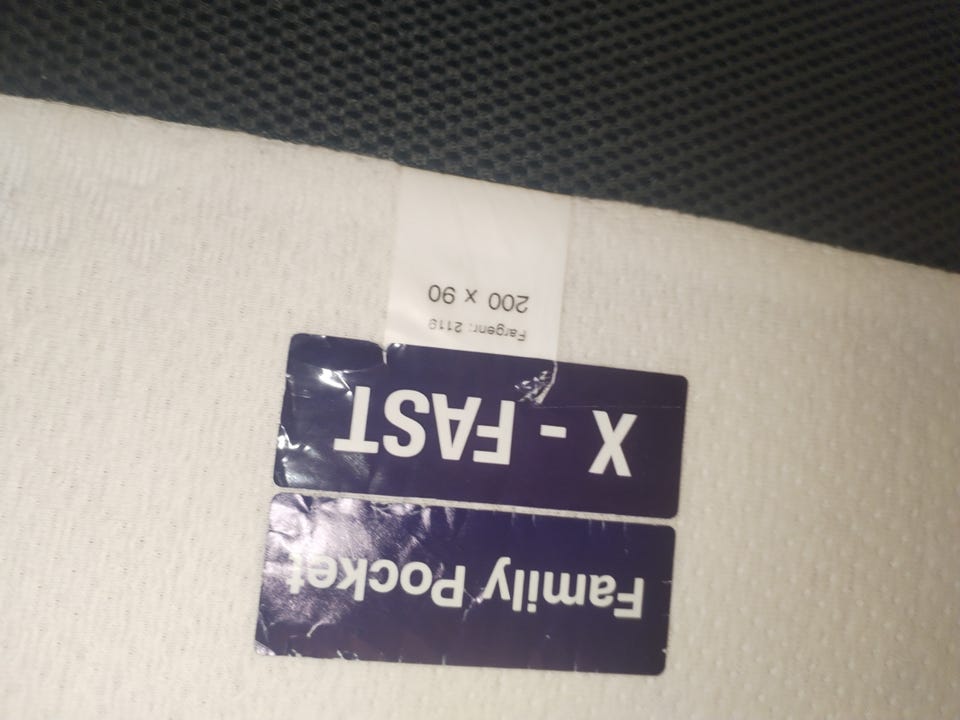 Family Pocket
X - FAST
Fargenr: 2119
200 x 90